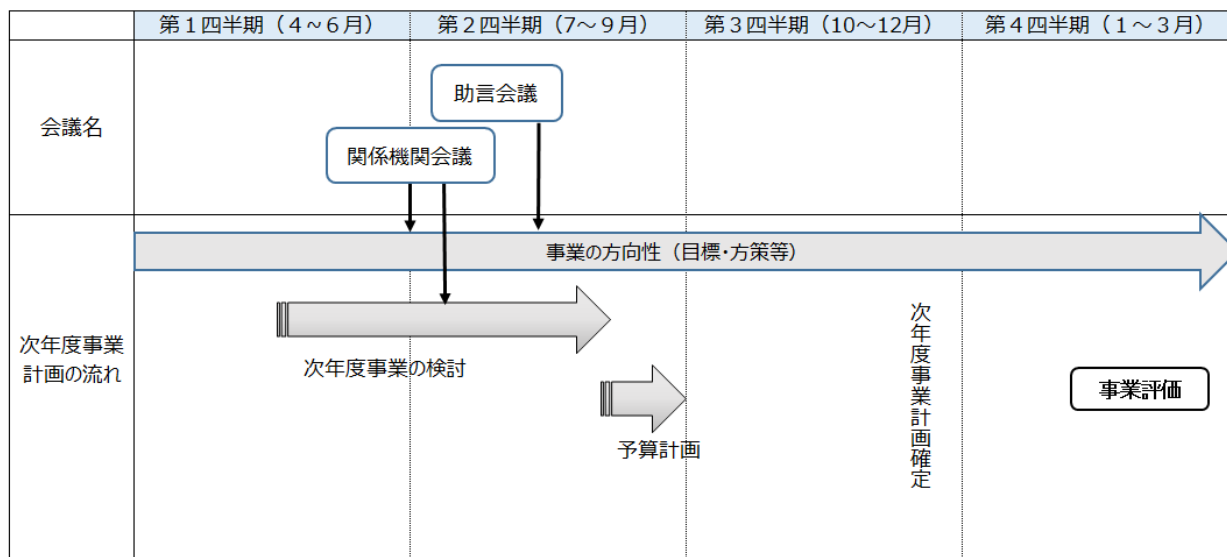 第１四半期（４～６月）
第２四半期（７～９月）
第３四半期（10～12月）
第４四半期（１～３月）
会議名
助言会議
関係機関会議
次年度事業
計画の流れ
事業の方向性（目標・方策等）
次年度事業の検討
予算計画
次年度事業計画確定
事業評価